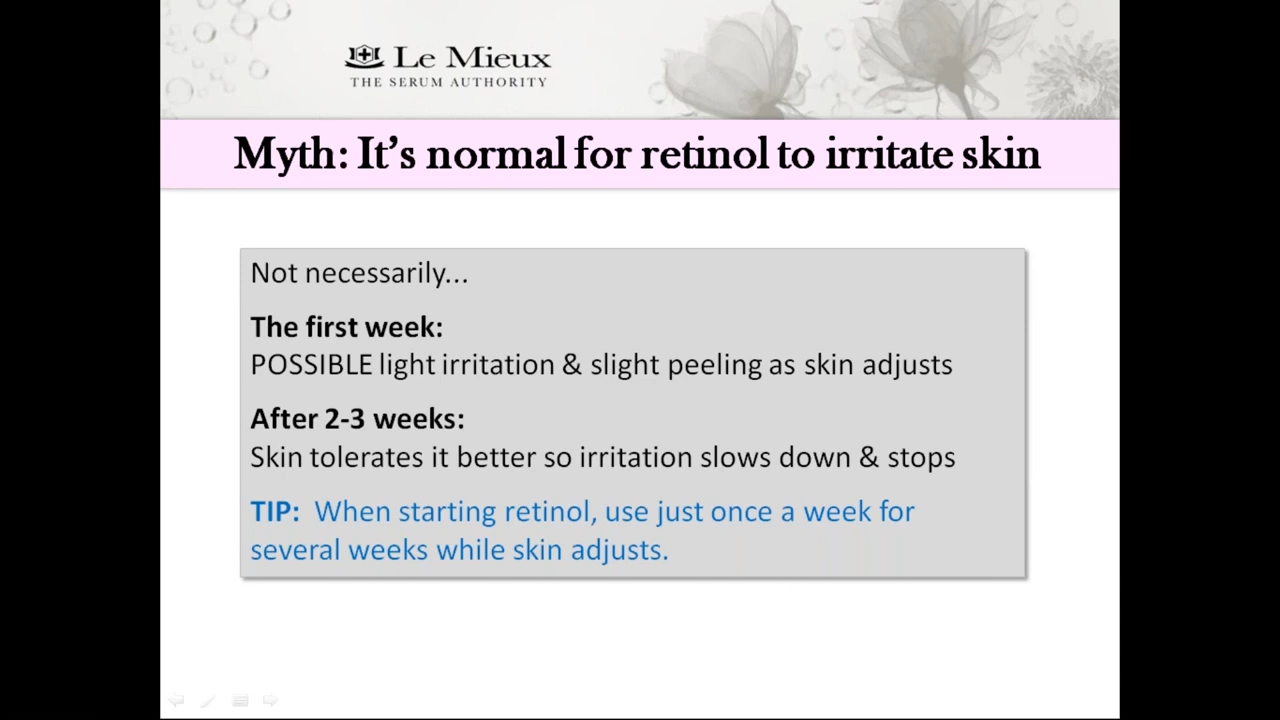 Le Mieux
THE SERUM AUTHORITY
Myth: It's normal for retinol to irritate skin
Not necessarily...
The first week:
POSSIBLE light irritation & slight peeling as skin adjusts
After 2-3 weeks:
Skin tolerates it better so irritation slows down & stops
TIP:  When starting retinol, use just once a week for
several weeks while skin adjusts.